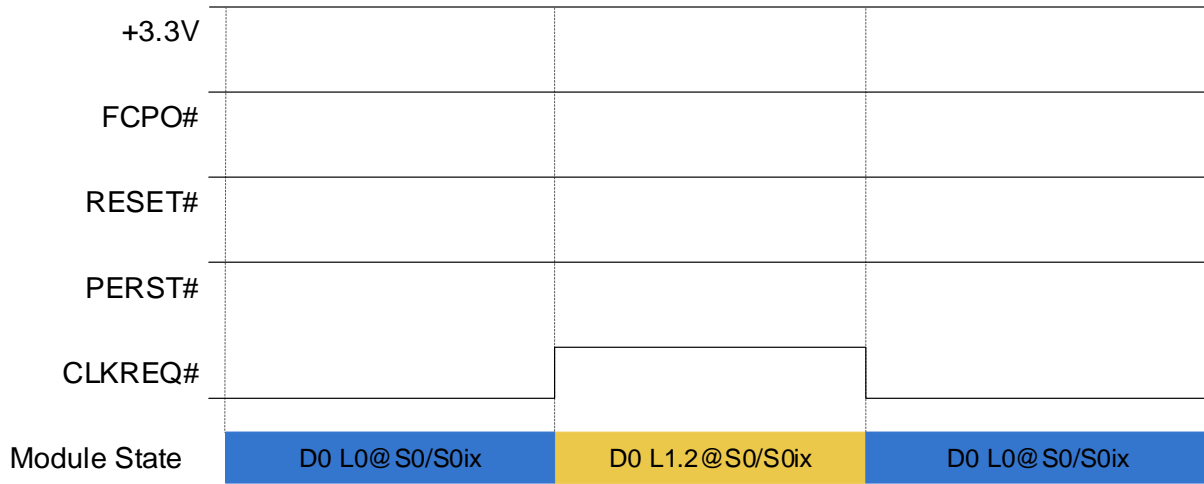 +3.3V
FCPO#
RESET#
PERST#
CLKREQ#
Module State
D0 L0@S0/S0ix
D0 L1.2@S0/S0ix
D0 L0@S0/S0ix